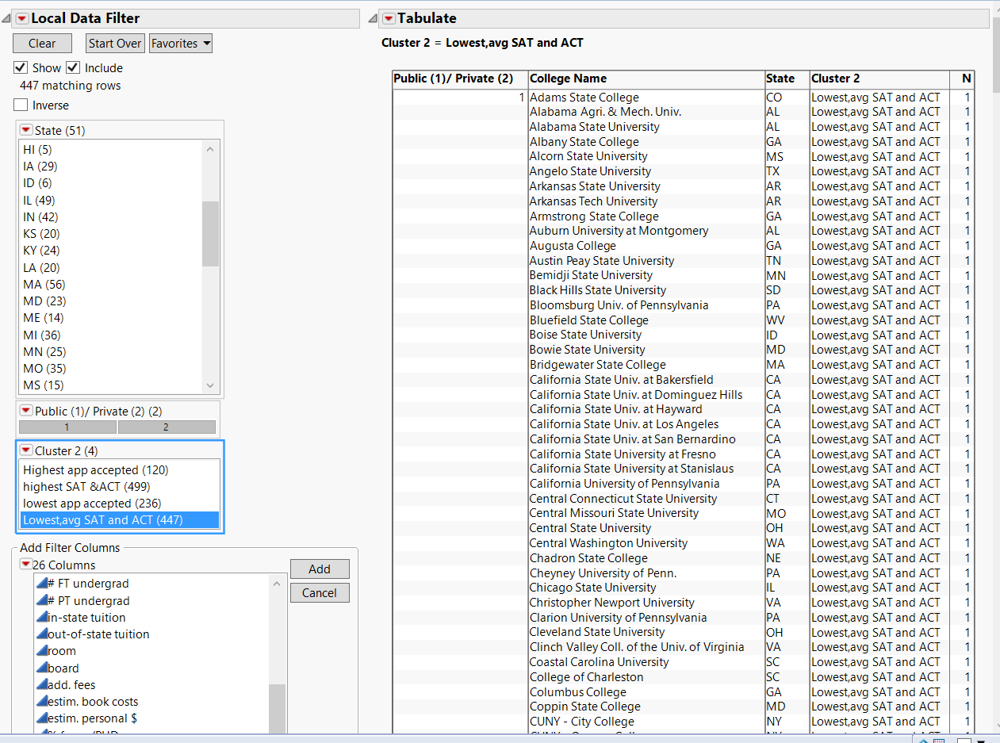 Local Data Filter
Clear Start Over Favorites
Show Include
447 matching rows
Inverse
State (51)
HI (5)
IA (29)
ID (6)
IL (49)
IN (42)
KS (20)
KY (24)
LA (20)
MA (56)
MD (23)
ME (14)
MI (36)
MN (25)
MO (35)
MS (15)
Public (1)/ Private (2) (2)
1 2
Cluster 2 (4)
Highest app accepted (120)
highest SAT &ACT (499)
lowest app accepted (236)
Lowest,avg SAT and ACT (447)
Add Filter Columns
26 Columns
Add
Cancel
# FT undergrad
# PT undergrad
in-state tuition
out-of-state tuition
room
board
add. fees
estim. book costs
estim. personal $
Tabulate
Cluster 2 = Lowest,avg SAT and ACT
Public (1)/ Private (2) College Name State Cluster 2 N
1 Adams State College CO Lowest,avg SAT and ACT 1
Alabama Agri. & Mech. Univ. AL Lowest,avg SAT and ACT 1
Alabama State University AL Lowest,avg SAT and ACT 1
Albany State College GA Lowest,avg SAT and ACT 1
Alcorn State University MS Lowest,avg SAT and ACT 1
Angelo State University TX Lowest,avg SAT and ACT 1
Arkansas State University AR Lowest,avg SAT and ACT 1
Arkansas Tech University AR Lowest,avg SAT and ACT 1
Armstrong State College GA Lowest,avg SAT and ACT 1
Auburn University at Montgomery AL Lowest,avg SAT and ACT 1
Augusta College GA Lowest,avg SAT and ACT 1
Austin Peay State University TN Lowest,avg SAT and ACT 1
Bemidji State University MN Lowest,avg SAT and ACT 1
Black Hills State University SD Lowest,avg SAT and ACT 1
Bloomsburg Univ. of Pennsylvania PA Lowest,avg SAT and ACT 1
Bluefield State College WV Lowest,avg SAT and ACT 1
Boise State University ID Lowest,avg SAT and ACT 1
Bowie State University MD Lowest,avg SAT and ACT 1
Bridgewater State College MA Lowest,avg SAT and ACT 1
California State Univ. at Bakersfield CA Lowest,avg SAT and ACT 1
California State Univ. at Dominguez Hills CA Lowest,avg SAT and ACT 1
California State Univ. at Hayward CA Lowest,avg SAT and ACT 1
California State Univ. at Los Angeles CA Lowest,avg SAT and ACT 1
California State Univ. at San Bernardino CA Lowest,avg SAT and ACT 1
California State University at Fresno CA Lowest,avg SAT and ACT 1
California State University at Stanislaus CA Lowest,avg SAT and ACT 1
California University of Pennsylvania PA Lowest,avg SAT and ACT 1
Central Connecticut State University CT Lowest,avg SAT and ACT 1
Central Missouri State University MO Lowest,avg SAT and ACT 1
Central State University OH Lowest,avg SAT and ACT 1
Central Washington University WA Lowest,avg SAT and ACT 1
Chadron State College NE Lowest,avg SAT and ACT 1
Cheyney University of Penn. PA Lowest,avg SAT and ACT 1
Chicago State University IL Lowest,avg SAT and ACT 1
Christopher Newport University VA Lowest,avg SAT and ACT 1
Clarion University of Pennsylvania PA Lowest,avg SAT and ACT 1
Cleveland State University OH Lowest,avg SAT and ACT 1
Clinch Valley Coll. of the Univ. of Virginia VA Lowest,avg SAT and ACT 1
Coastal Carolina University SC Lowest,avg SAT and ACT 1
College of Charleston SC Lowest,avg SAT and ACT 1
Columbus College GA Lowest,avg SAT and ACT 1
Coppin State College MD Lowest,avg SAT and ACT 1
CUNY - City College NY Lowest,avg SAT and ACT 1